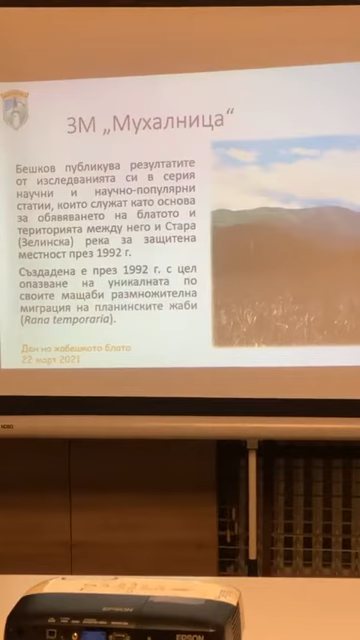 ЗМ „Мухалница“
Бешков публикува резултатите
от изследванията си в серия
научни и научно-популярни
статии, които служат като основа
за обявяването на блатото и
територията между него и Стара
(Зелинска) река за защитена
местност през 1992 г.
Създадена е през 1992 г. с цел
опазване на уникалната по
своите мащаби размножителна
миграция на планинските жаби
(Rana temporaria).
Ден на жабешкото блато
22 март 2021
EPSON
EPSON